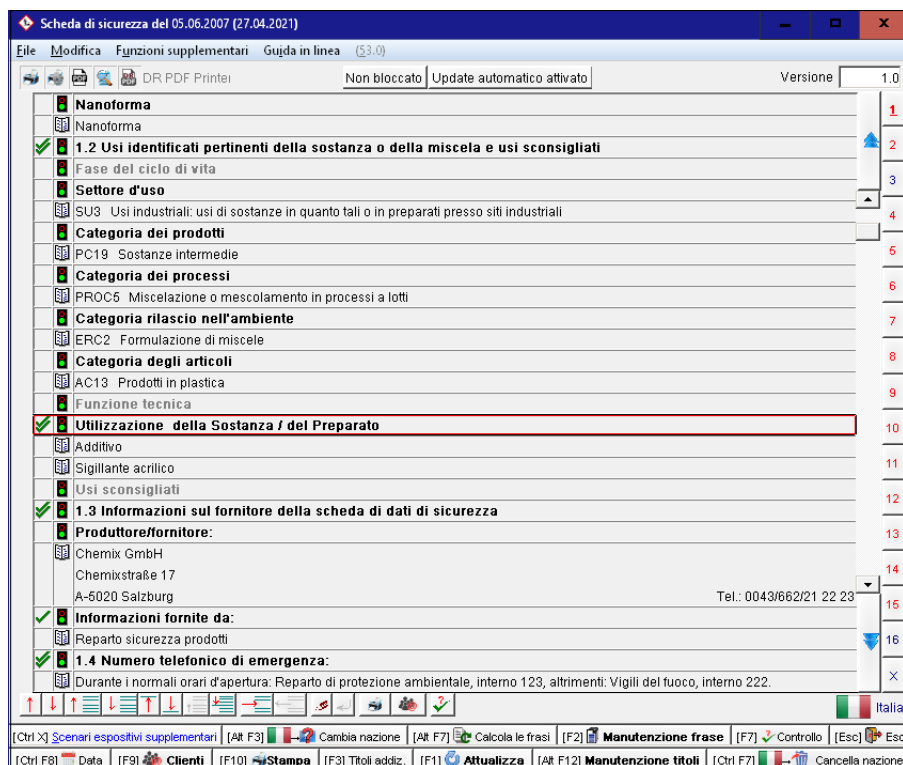 Scheda di sicurezza del 05.06.2007 (27.04.2021)
File Modifica Funzioni supplementari Guida in linea (53.0)
DR PDF Printer Non bloccato Update automatico attivato Versione 1.0
Nanoforma
Nanoforma
1.2 Usi identificati pertinenti della sostanza o della miscela e usi sconsigliati
Fase del ciclo di vita
Settore d'uso
SU3 Usi industriali: usi di sostanze in quanto tali o in preparati presso siti industriali
Categoria dei prodotti
PC19 Sostanze intermedie
Categoria dei processi
PROC5 Miscelazione o mescolamento in processi a lotti
Categoria rilascio nell'ambiente
ERC2 Formulazione di miscele
Categoria degli articoli
AC13 Prodotti in plastica
Funzione tecnica
Utilizzazione della Sostanza / del Preparato
Additivo
Sigillante acrilico
Usi sconsigliati
1.3 Informazioni sul fornitore della scheda di dati di sicurezza
Produttore/fornitore:
Chemix GmbH
Chemixstraße 17
A-5020 Salzburg Tel.: 0043/662/21 22 23
Informazioni fornite da:
Reparto sicurezza prodotti
1.4 Numero telefonico di emergenza:
Durante i normali orari d'apertura: Reparto di protezione ambientale, interno 123, altrimenti: Vigili del fuoco, interno 222.
1
2
3
4
5
6
7
8
9
10
11
12
13
14
15
16
X
Italia
[Ctrl X] Scenari espositivi supplementari [Alt F3] Cambia nazione [Alt F7] Calcola le frasi [F2] Manutenzione frase [F7] Controllo [Esc] Esc
[Ctrl F8] Data [F9] Clienti [F10] Stampa [F3] Titoli addiz. [F11] Attualizza [Alt F12] Manutenzione titoli [Ctrl F7] Cancella nazione